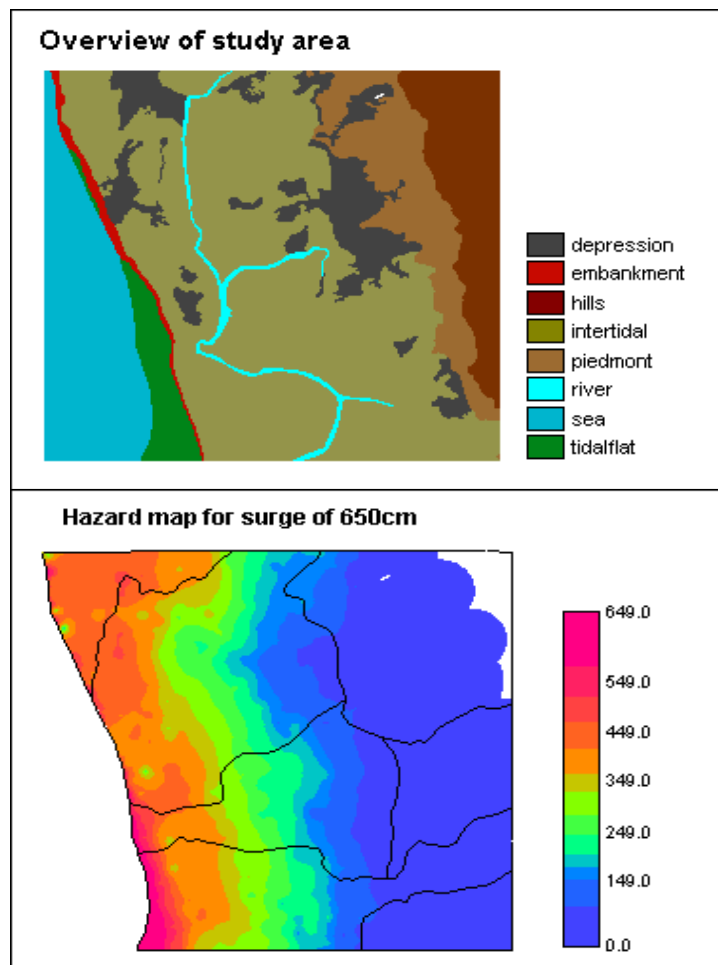 Overview of study area
depression
embankment
hills
intertidal
piedmont
river
sea
tidalflat
Hazard map for surge of 650cm
649.0
549.0
449.0
349.0
249.0
149.0
0.0